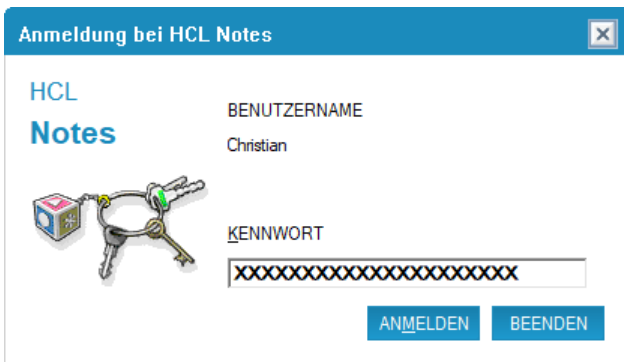 Anmeldung bei HCL Notes
HCL
Notes
BENUTZERNAME
Christian
KENNWORT
XXXXXXXXXXXXXXXXXXXXX
ANMELDEN BEENDEN